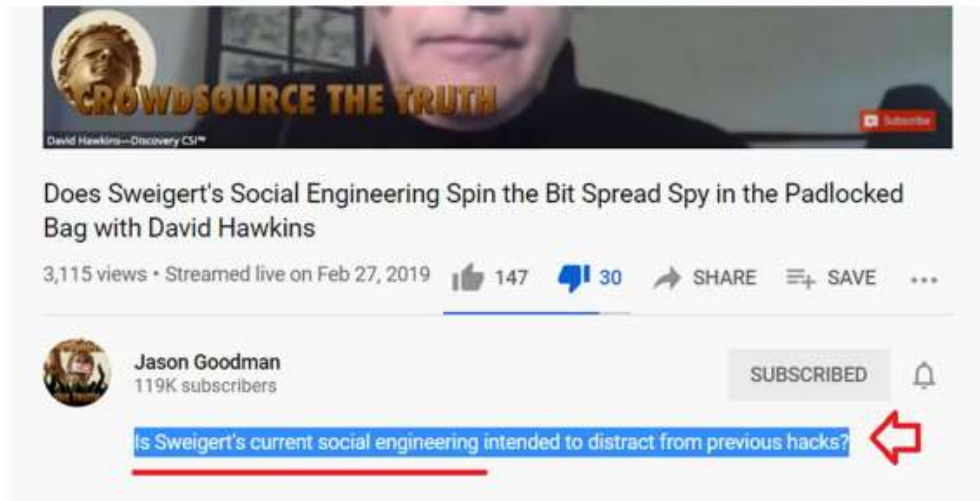 CROWDSOURCE THE TRUTH
Subscribe
David Hawkins—Discovery CSI™
Does Sweigert's Social Engineering Spin the Bit Spread Spy in the Padlocked
Bag with David Hawkins
3,115 views • Streamed live on Feb 27, 2019 147 30 SHARE SAVE
Jason Goodman
119K subscribers
SUBSCRIBED
Is Sweigert's current social engineering intended to distract from previous hacks?